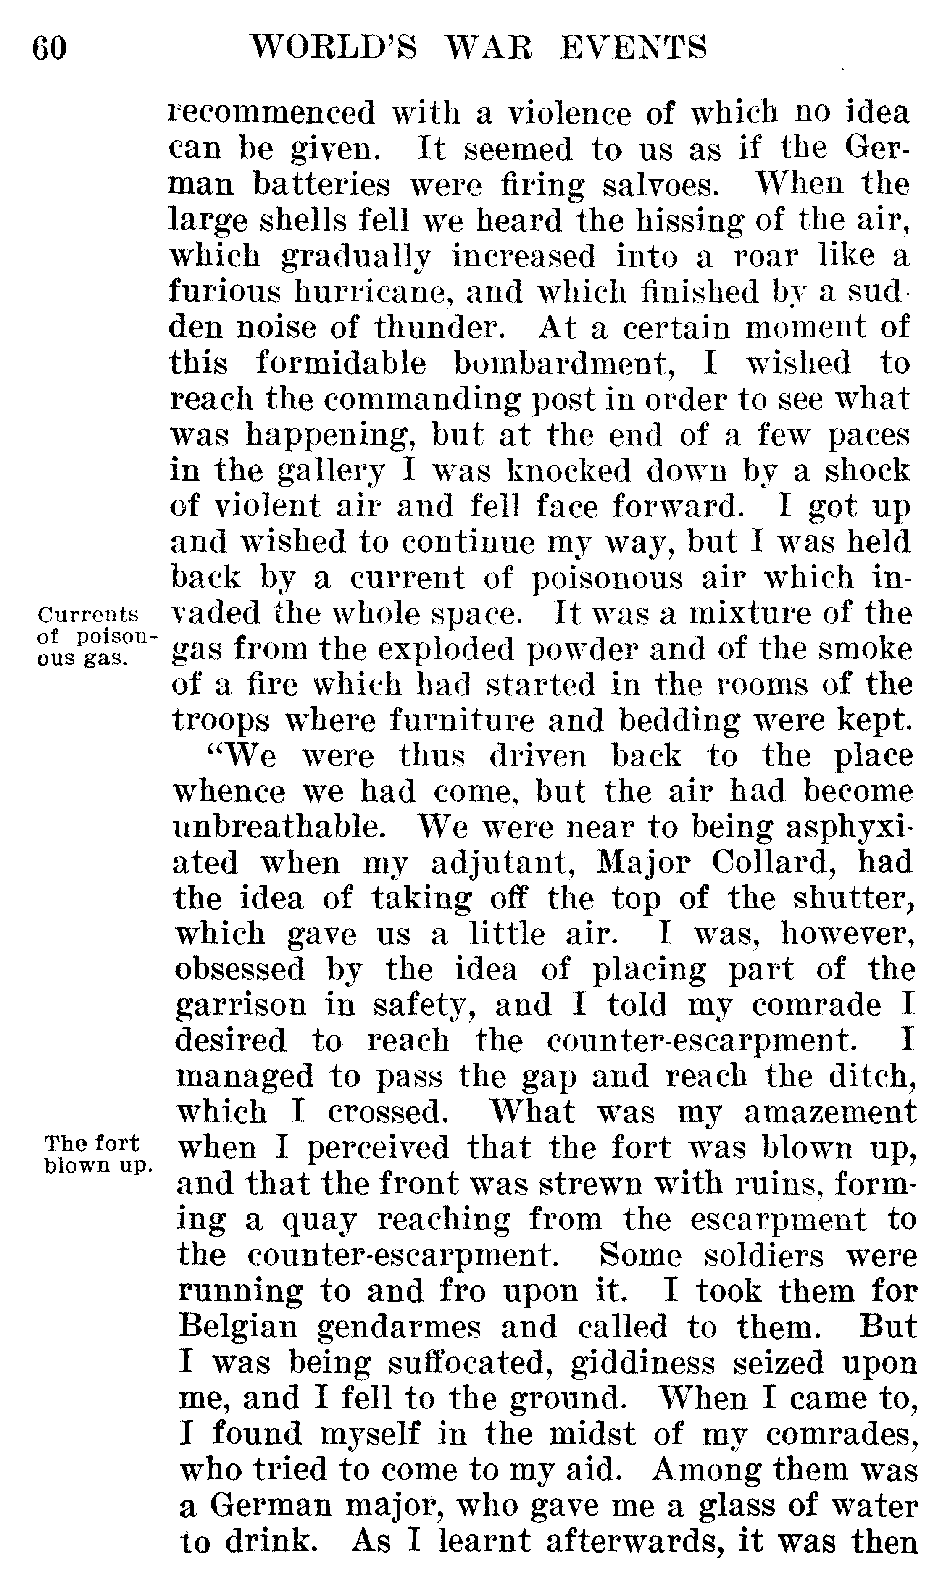 60 WORLD'S WAR EVENTS
recommenced with a violence of which no idea
can be given. It seemed to us as if the Ger-
man batteries were firing salvoes. When the
large shells fell we heard the hissing of the air,
which gradually increased into a roar like a
furious hurricane, and which finished by a sud-
den noise of thunder. At a certain moment of
this formidable bombardment, I wished to
reach the commanding post in order to see what
was happening, but at the end of a few paces
in the gallery I was knocked down by a shock
of violent air and fell face forward. I got up
and wished to continue my way, but I was held
back by a current of poisonous air which in-
Currents
of poison-
ous gas.
vaded the whole space. It was a mixture of the
gas from the exploded powder and of the smoke
of a fire which had started in the rooms of the
troops where furniture and bedding were kept.
"We were thus driven back to the place
whence we had come, but the air had become
unbreathable. We were near to being asphyxi-
ated when my adjutant, Major Collard, had
the idea of taking off the top of the shutter,
which gave us a little air. I was, however,
obsessed by the idea of placing part of the
garrison in safety, and I told my comrade I
desired to reach the counter-escarpment. I
managed to pass the gap and reach the ditch,
which I crossed. What was my amazement
The fort
blown up.
when I perceived that the fort was blown up,
and that the front was strewn with ruins, form-
ing a quay reaching from the escarpment to
the counter-escarpment. Some soldiers were
running to and fro upon it. I took them for
Belgian gendarmes and called to them. But
I was being suffocated, giddiness seized upon
me, and I fell to the ground. When I came to,
I found myself in the midst of my comrades,
who tried to come to my aid. Among them was
a German major, who gave me a glass of water
to drink. As I learnt afterwards, it was then